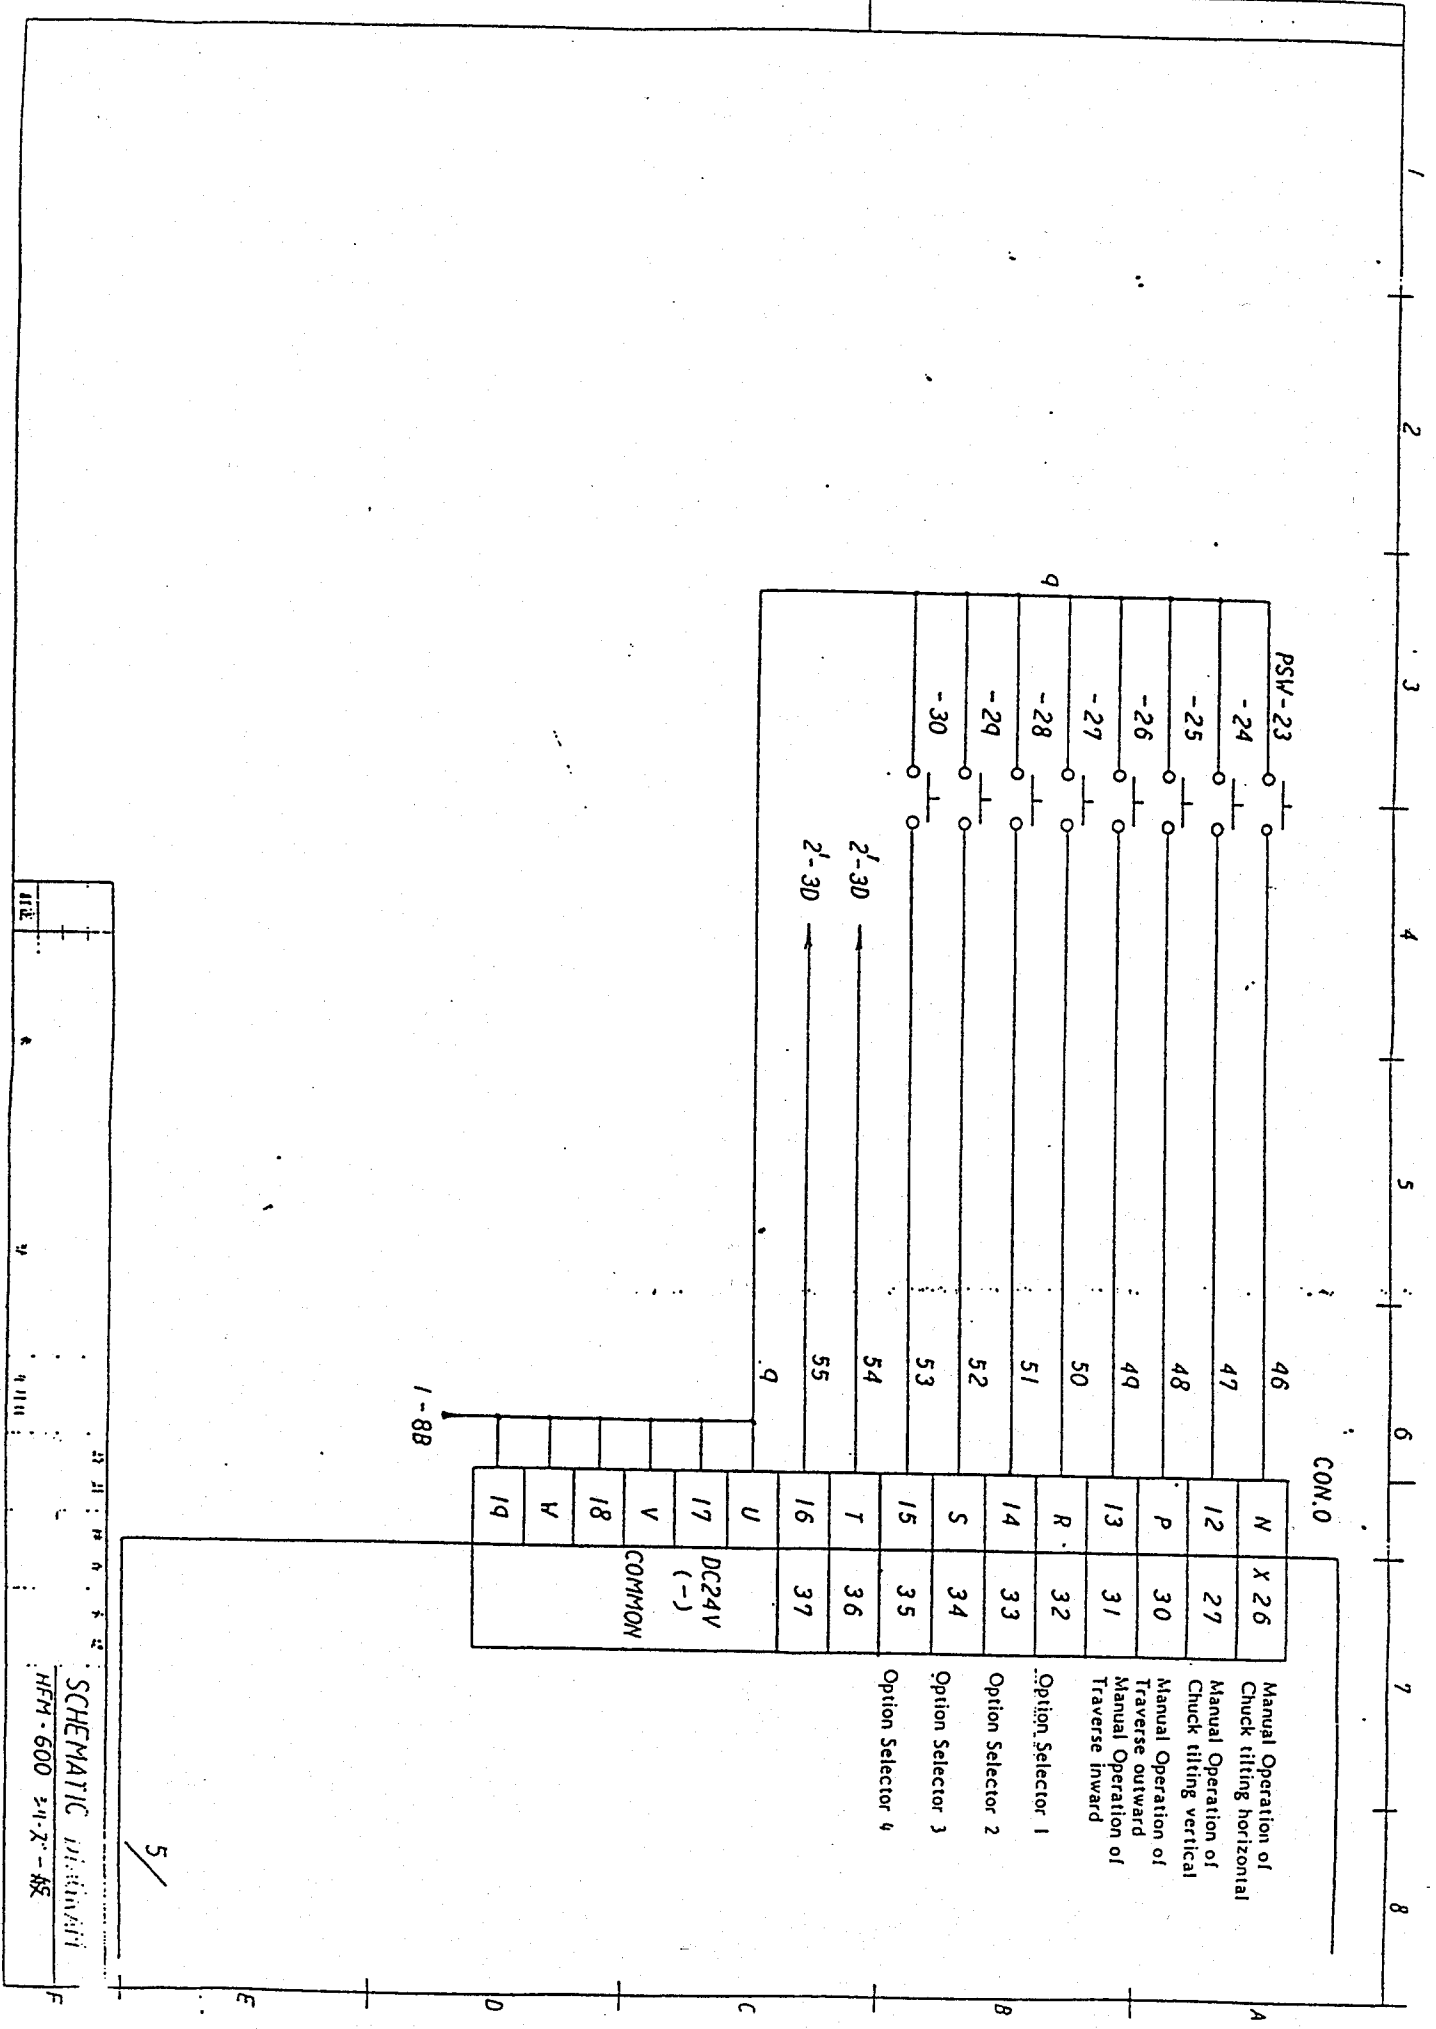 1
2
3
4
5
6
7
8
A
B
C
D
E
F
CON.O
PSW-23
46
N
X 26
Manual Operation of
Chuck tilting horizontal
-24
47
12
27
Manual Operation of
Chuck tilting vertical
-25
48
P
30
Manual Operation of
Traverse outward
-26
49
13
31
Manual Operation of
Traverse inward
9
-27
50
R
32
Option Selector 1
-28
51
14
33
Option Selector 2
-29
52
S
34
Option Selector 3
-30
53
15
35
Option Selector 4
2'-3D
54
T
36
2'-3D
55
16
37
9
U
17
DC24V
(-)
V
COMMON
18
W
19
1-8B
5/
SCHEMATIC
HFM-600